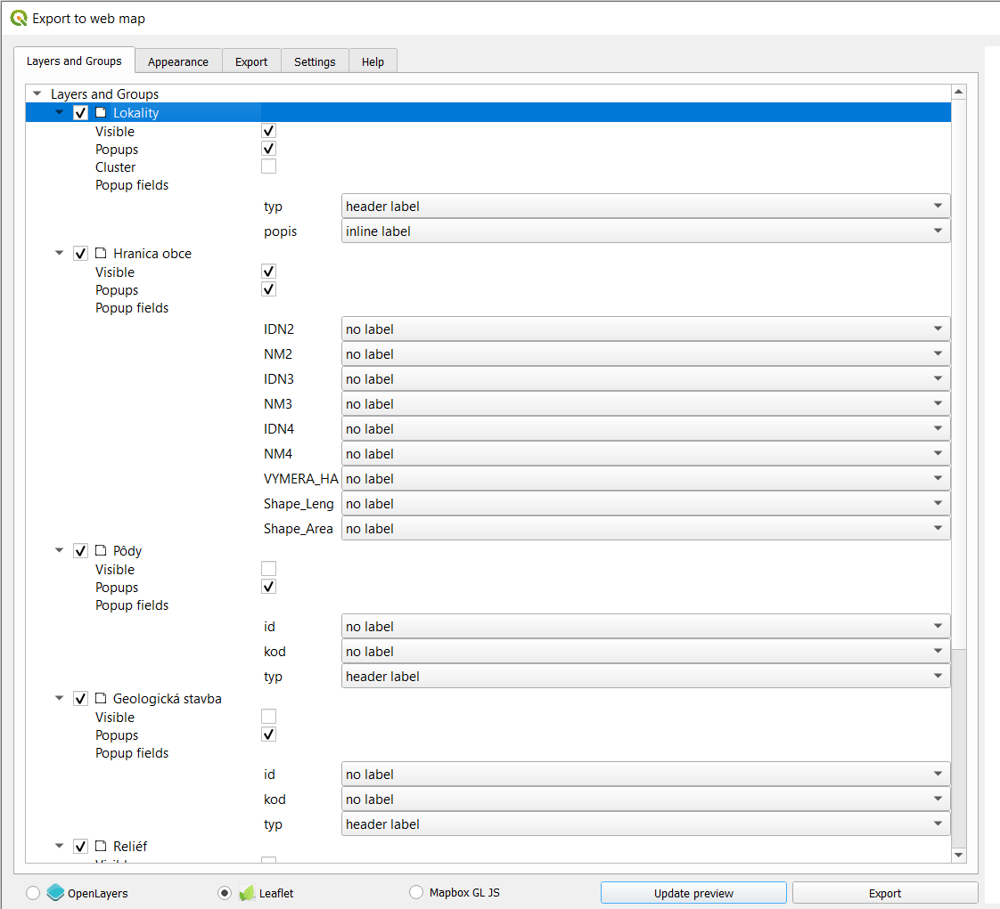 Export to web map
Layers and Groups Appearance Export Settings Help
Layers and Groups
Lokality
Visible
Popups
Cluster
Popup fields
typ header label
popis inline label
Hranica obce
Visible
Popups
Popup fields
IDN2 no label
NM2 no label
IDN3 no label
NM3 no label
IDN4 no label
NM4 no label
VYMERA_HA no label
Shape_Leng no label
Shape_Area no label
Pôdy
Visible
Popups
Popup fields
id no label
kod no label
typ header label
Geologická stavba
Visible
Popups
Popup fields
id no label
kod no label
typ header label
Reliéf
OpenLayers Leaflet Mapbox GL JS Update preview Export